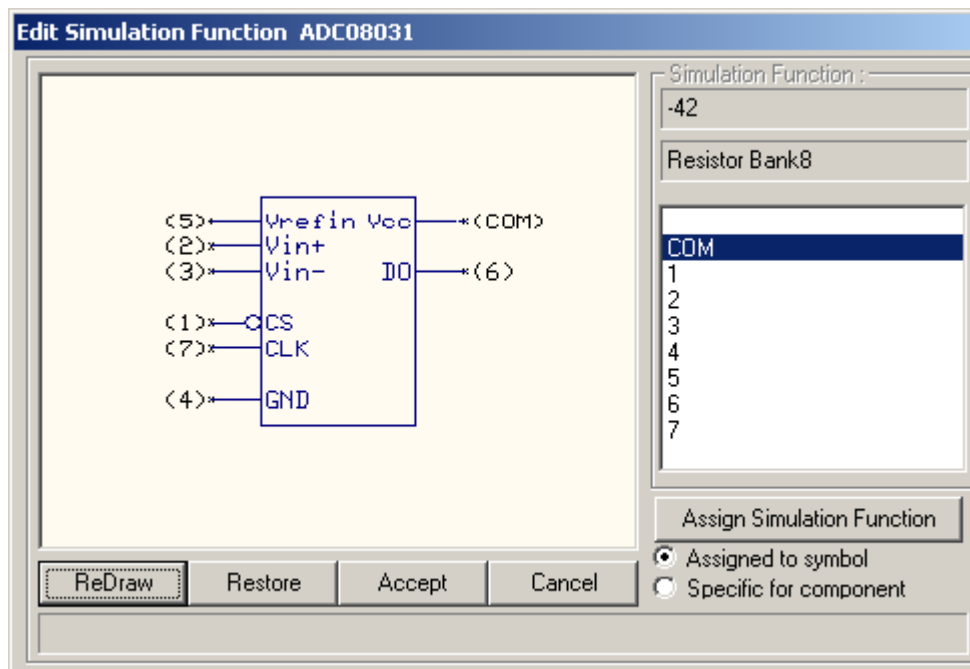 Edit Simulation Function ADC08031
Simulation Function :
-42
Resistor Bank8
(5) Vrefin Vcc (COM)
(2) Vin+
(3) Vin- DO (6)
(1) CS
(7) CLK
(4) GND
COM
1
2
3
4
5
6
7
Assign Simulation Function
Assigned to symbol
Specific for component
ReDraw Restore Accept Cancel